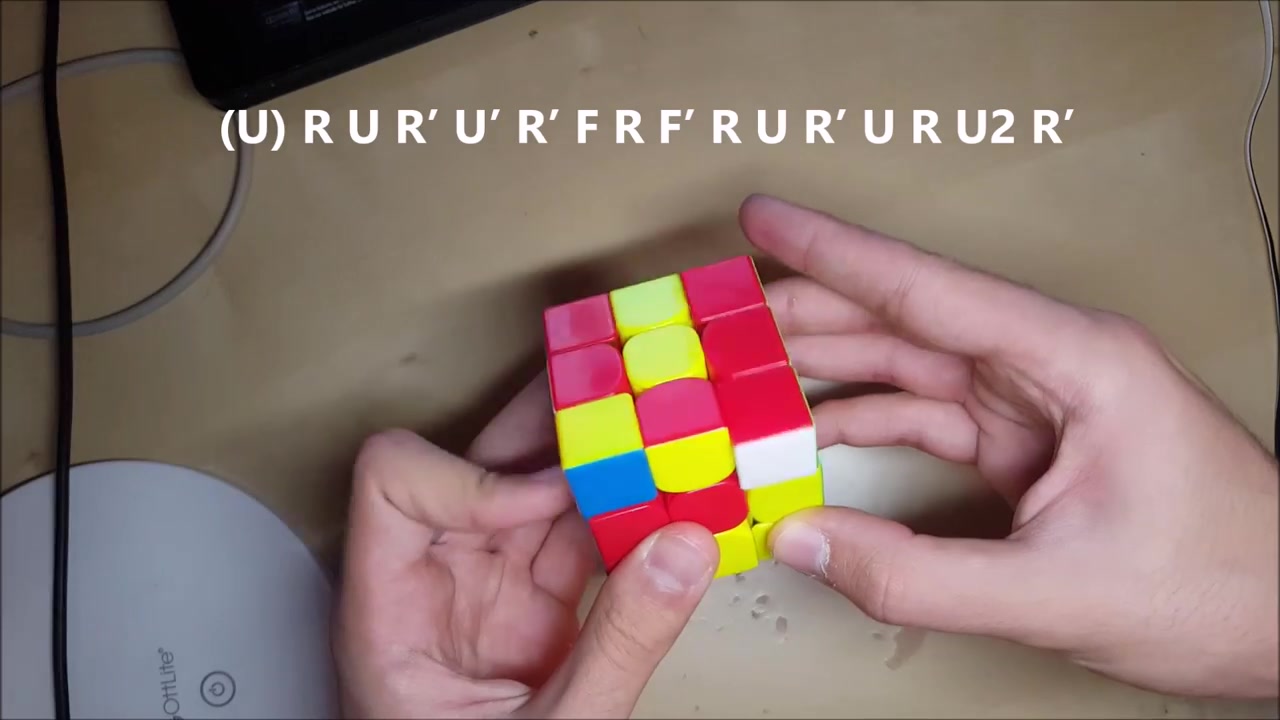 (U) R U R’ U’ R’ F R F’ R U R’ U R U2 R’
OttLite®